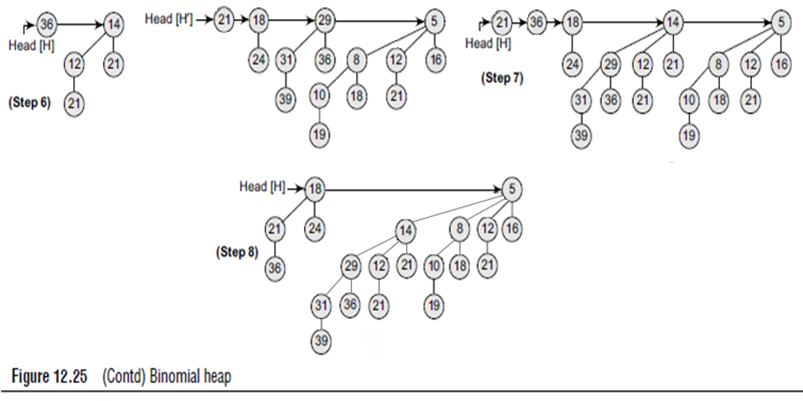 36 14
Head [H]
12 21
(Step 6) 21
Head [H'] 21 18 29 5
24 31 36 8 12 16
39 10 18 21
19
21 36 18 14 5
Head [H]
24 29 12 21 8 12 16
(Step 7)
31 36 21 10 18 21
39 19
Head [H] 18 5
21 24 14 8 12 16
(Step 8)
36 29 12 21 10 18 21
31 36 21 19
39
Figure 12.25 (Contd) Binomial heap